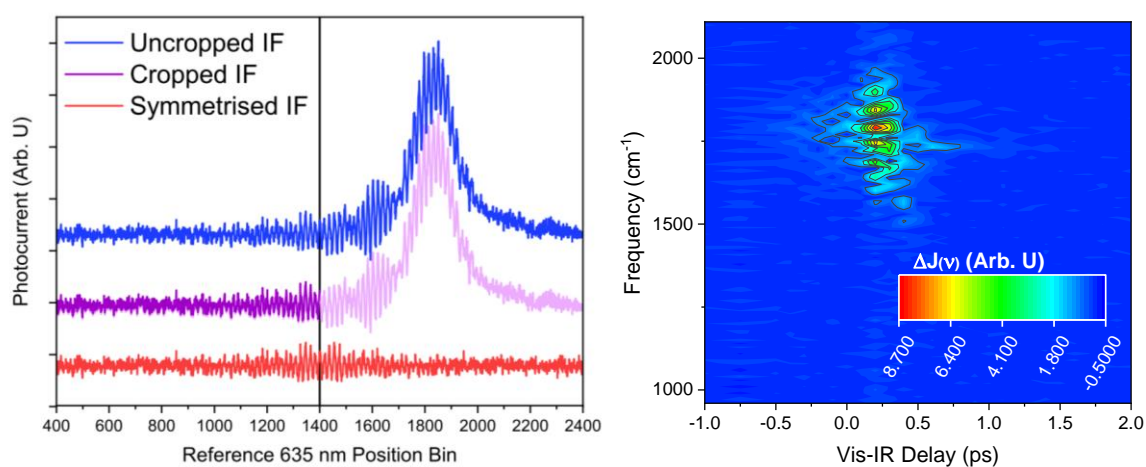 Uncropped IF
Cropped IF
Symmetrised IF
Photocurrent (Arb. U)
400 600 800 1000 1200 1400 1600 1800 2000 2200 2400
Reference 635 nm Position Bin
2000
1500
1000
Frequency (cm⁻¹)
ΔJ(ν) (Arb. U)
8.700 6.400 4.100 1.800 -0.5000
-1.0 -0.5 0.0 0.5 1.0 1.5 2.0
Vis-IR Delay (ps)